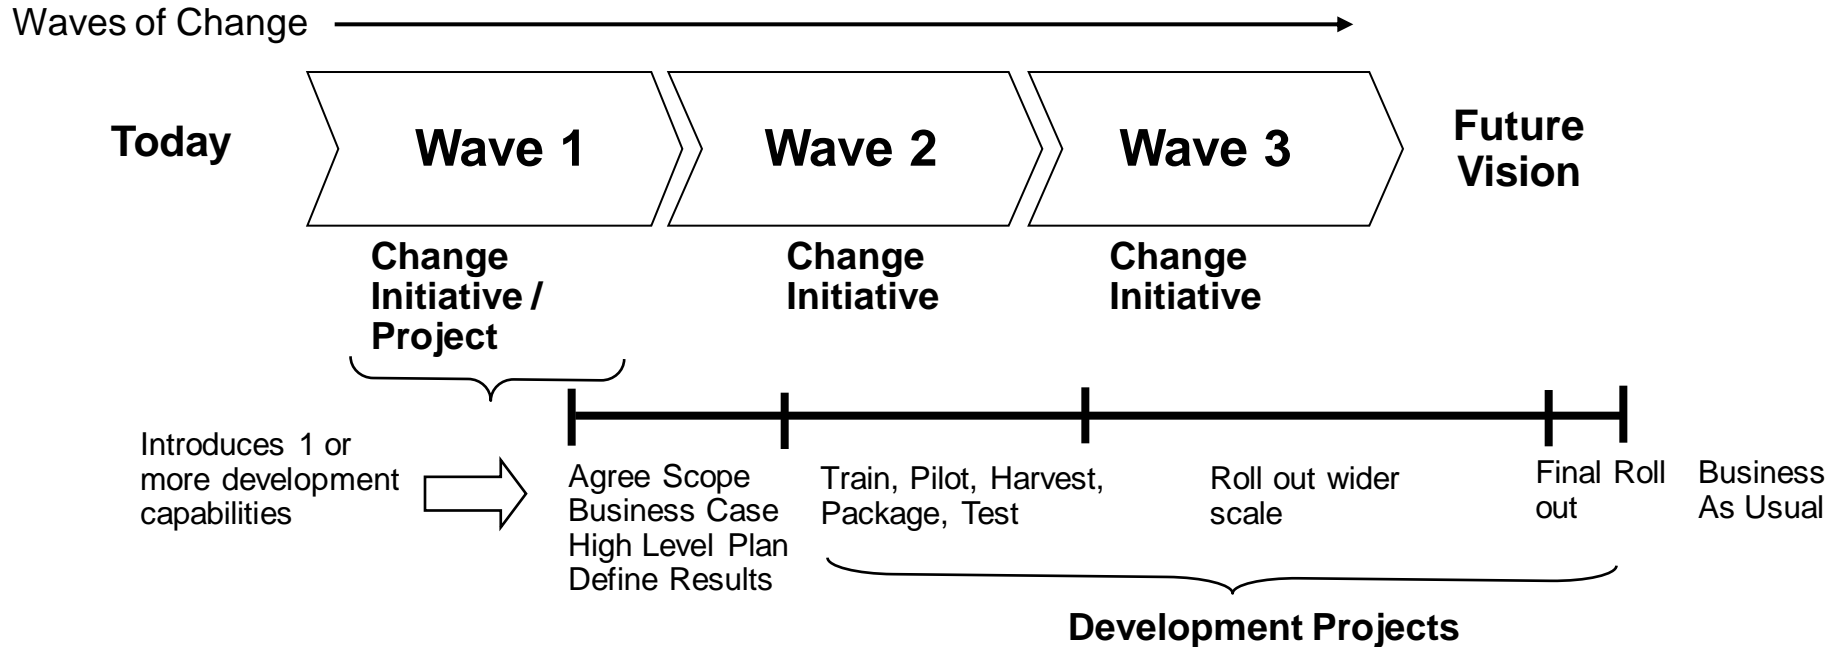 Waves of Change
Today
Wave 1
Wave 2
Wave 3
Future
Vision
Change
Initiative /
Project
Change
Initiative
Change
Initiative
Introduces 1 or
more development
capabilities
Agree Scope
Business Case
High Level Plan
Define Results
Train, Pilot, Harvest,
Package, Test
Roll out wider
scale
Final Roll
out
Business
As Usual
Development Projects